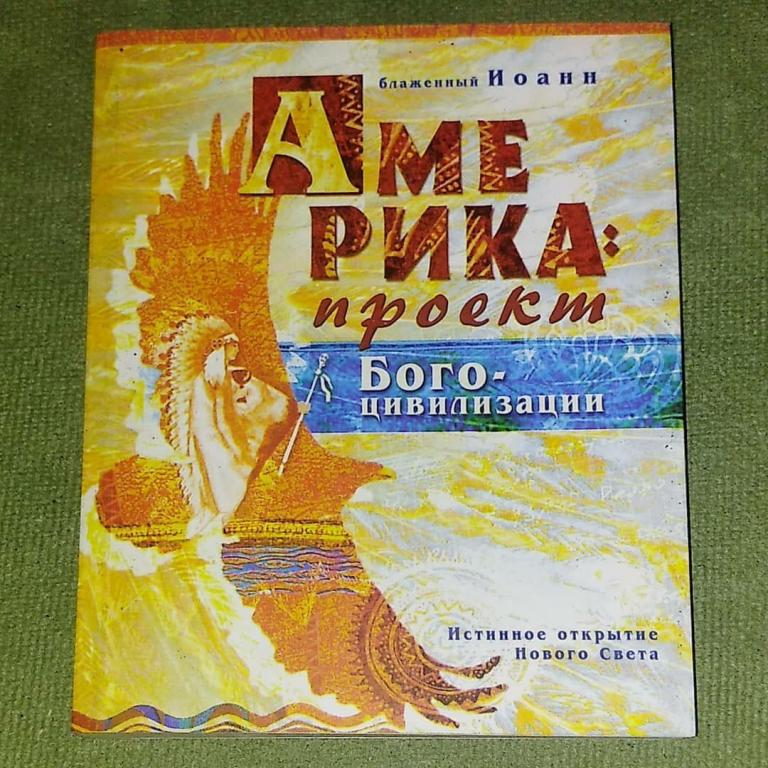 блаженный Иоанн
АМЕ
РИКА:
проект
Бого-
цивилизации
Истинное открытие
Нового Света